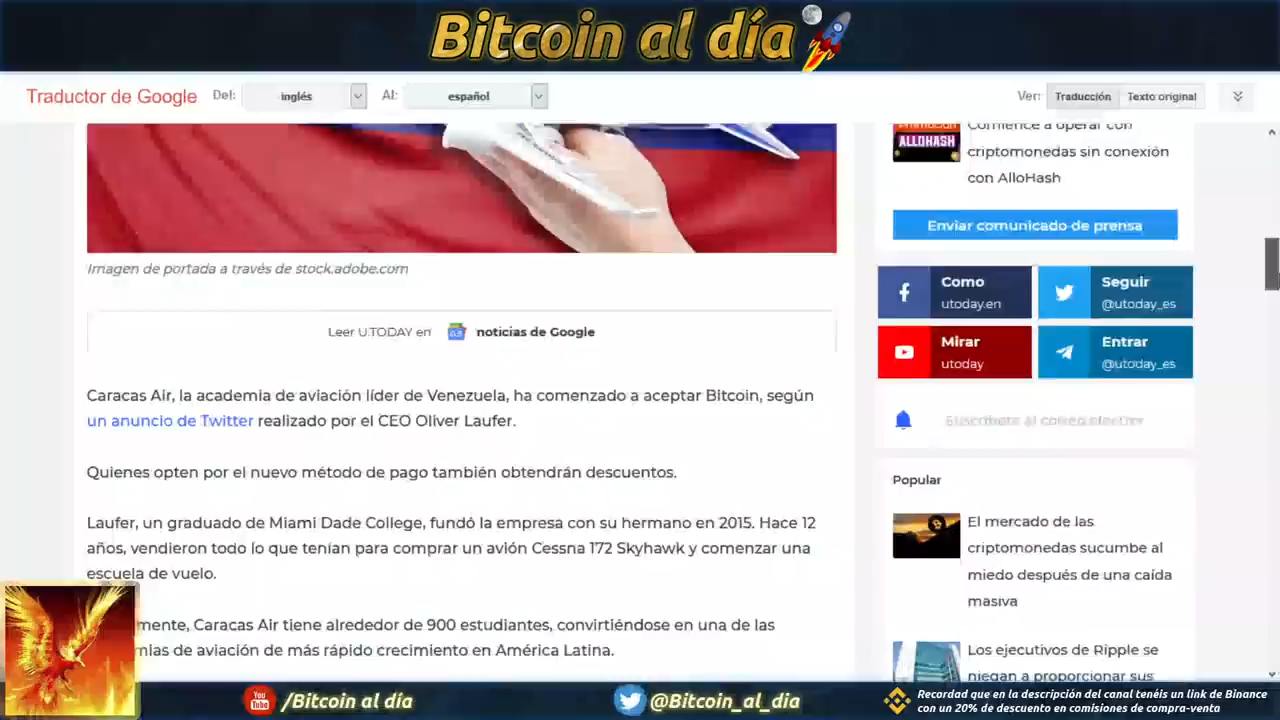 Bitcoin al día
Traductor de Google
Del:
inglés
Al:
español
Ver:
Traducción
Texto original
Comience a operar con
criptomonedas sin conexión
con AlloHash
ALLOHASH
Enviar comunicado de prensa
Imagen de portada a través de stock.adobe.com
Leer U.TODAY en
noticias de Google
Como
utoday.en
Seguir
@utoday_es
Mirar
utoday
Entrar
@utoday_es
Caracas Air, la academia de aviación líder de Venezuela, ha comenzado a aceptar Bitcoin, según
un anuncio de Twitter realizado por el CEO Oliver Laufer.
Quienes opten por el nuevo método de pago también obtendrán descuentos.
Laufer, un graduado de Miami Dade College, fundó la empresa con su hermano en 2015. Hace 12
años, vendieron todo lo que tenían para comprar un avión Cessna 172 Skyhawk y comenzar una
escuela de vuelo.
mente, Caracas Air tiene alrededor de 900 estudiantes, convirtiéndose en una de las
mias de aviación de más rápido crecimiento en América Latina.
Popular
El mercado de las
criptomonedas sucumbe al
miedo después de una caída
masiva
Los ejecutivos de Ripple se
niegan a proporcionar sus
You Tube
/Bitcoin al día
@Bitcoin_al_dia
Recordad que en la descripción del canal tenéis un link de Binance
con un 20% de descuento en comisiones de compra-venta